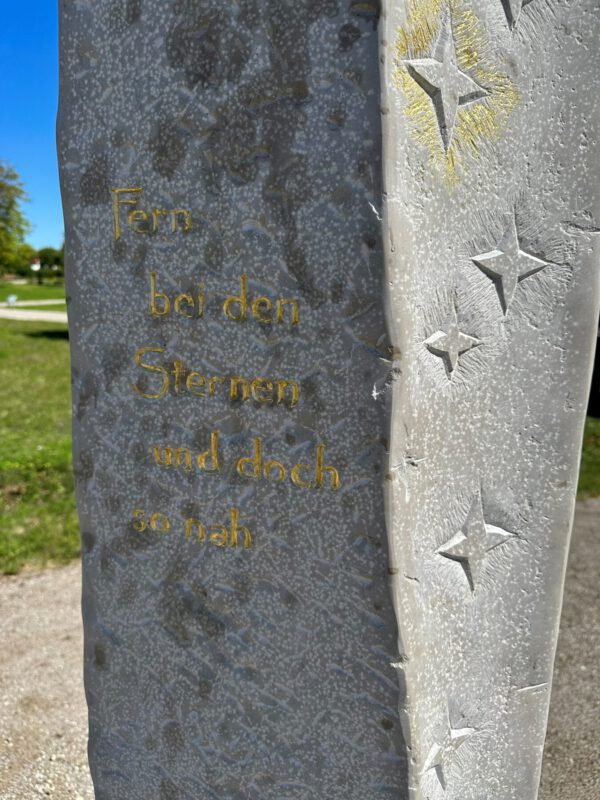 Fern
bei den
Sternen
und doch
so nah